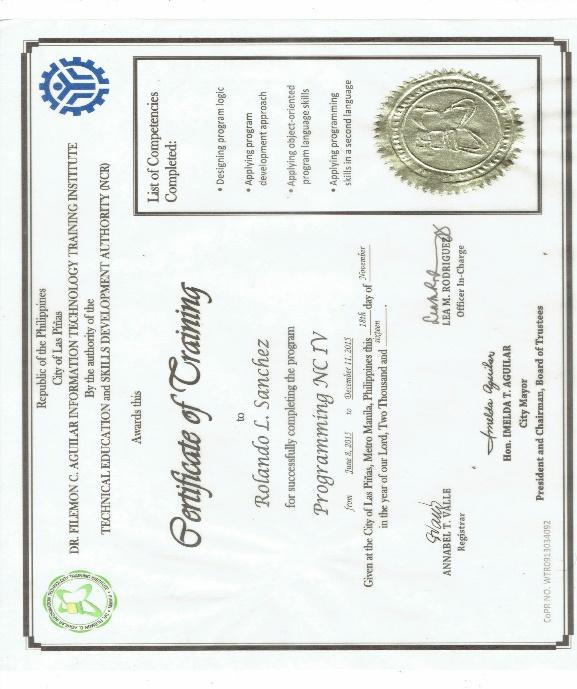 Republic of the Philippines
City of Las Piñas
DR. FILEMON C. AGUILAR INFORMATION TECHNOLOGY TRAINING INSTITUTE
By the authority of the
TECHNICAL EDUCATION and SKILLS DEVELOPMENT AUTHORITY (NCR)
Awards this
Certificate of Training
to
Rolando L. Sanchez
for successfully completing the program
Programming NC IV
from June 8, 2015 to December 11, 2015
Given at the City of Las Piñas, Metro Manila, Philippines this 18th day of November
in the year of our Lord, Two Thousand and sixteen.
ANNABEL T. VALLE
Registrar
LEA M. RODRIGUEZ
Officer In-Charge
Imelda Aguilar
Hon. IMELDA T. AGUILAR
City Mayor
President and Chairman, Board of Trustees
CoPR NO. WTR0913034092
List of Competencies
Completed:
• Designing program logic
• Applying program
development approach
• Applying object-oriented
program language skills
• Applying programming
skills in a second language